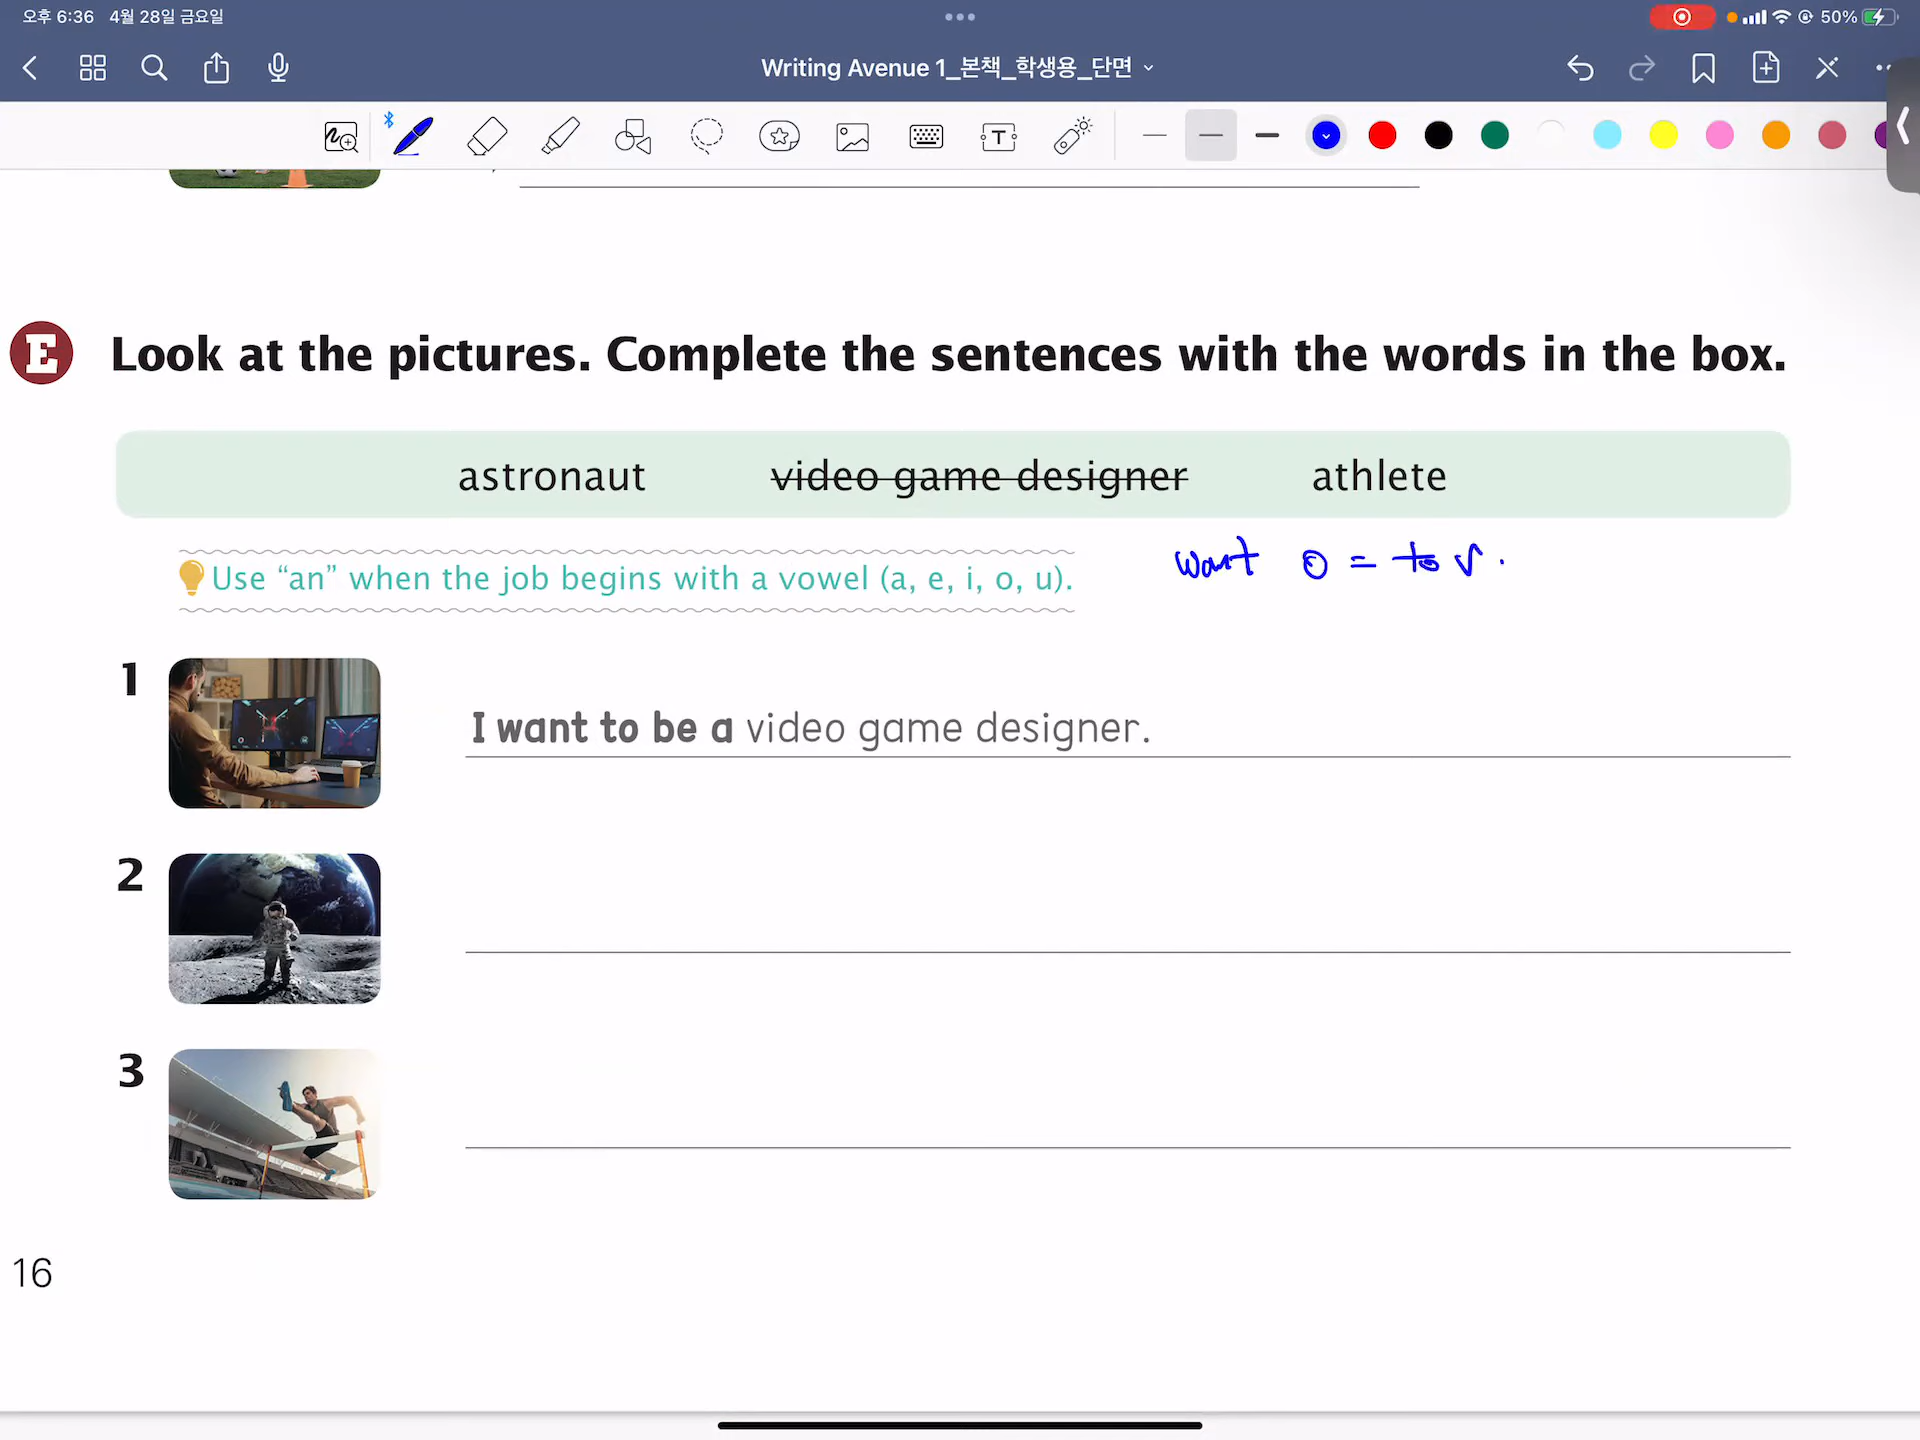 오후 6:36 4월 28일 금요일
50%
Writing Avenue 1_본책_학생용_단면
T
E Look at the pictures. Complete the sentences with the words in the box.
astronaut video game designer athlete
Use “an” when the job begins with a vowel (a, e, i, o, u).
want o = to v.
1
I want to be a video game designer.
2
3
16